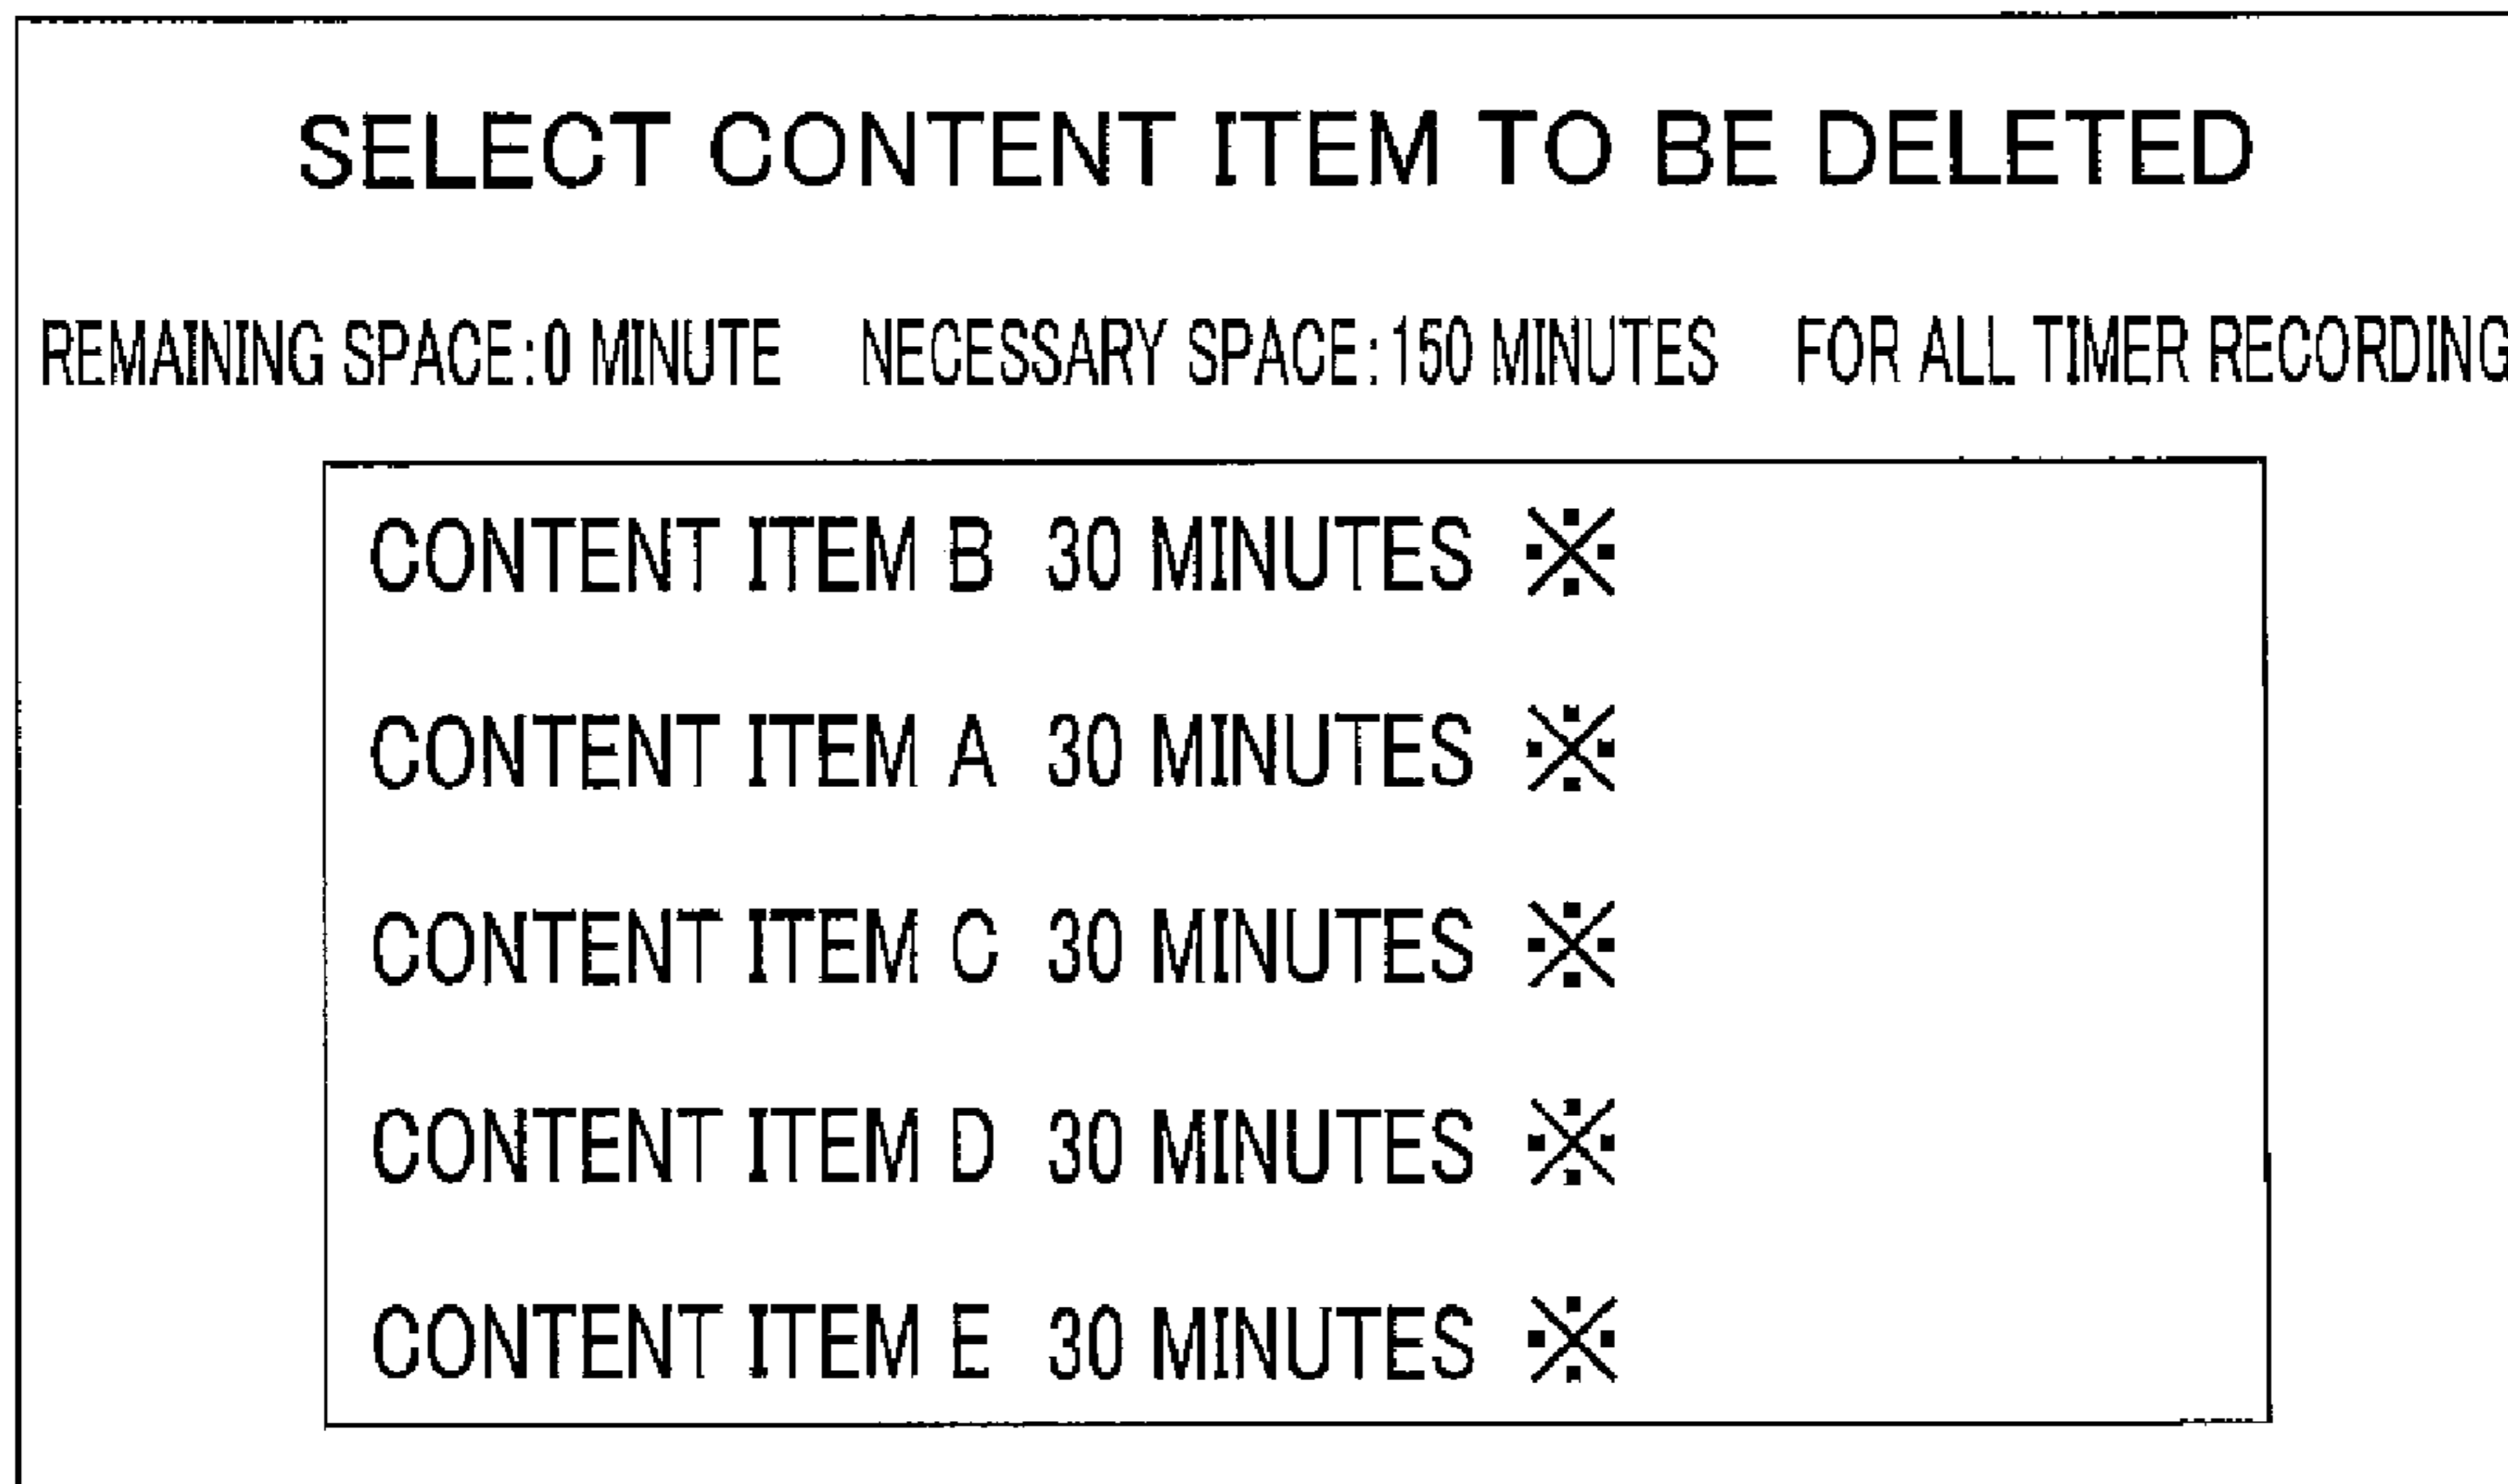 SELECT CONTENT ITEM TO BE DELETED
REMAINING SPACE:0 MINUTE NECESSARY SPACE:150 MINUTES FOR ALL TIMER RECORDING
CONTENT ITEM B 30 MINUTES ※
CONTENT ITEM A 30 MINUTES ※
CONTENT ITEM C 30 MINUTES ※
CONTENT ITEM D 30 MINUTES ※
CONTENT ITEM E 30 MINUTES ※